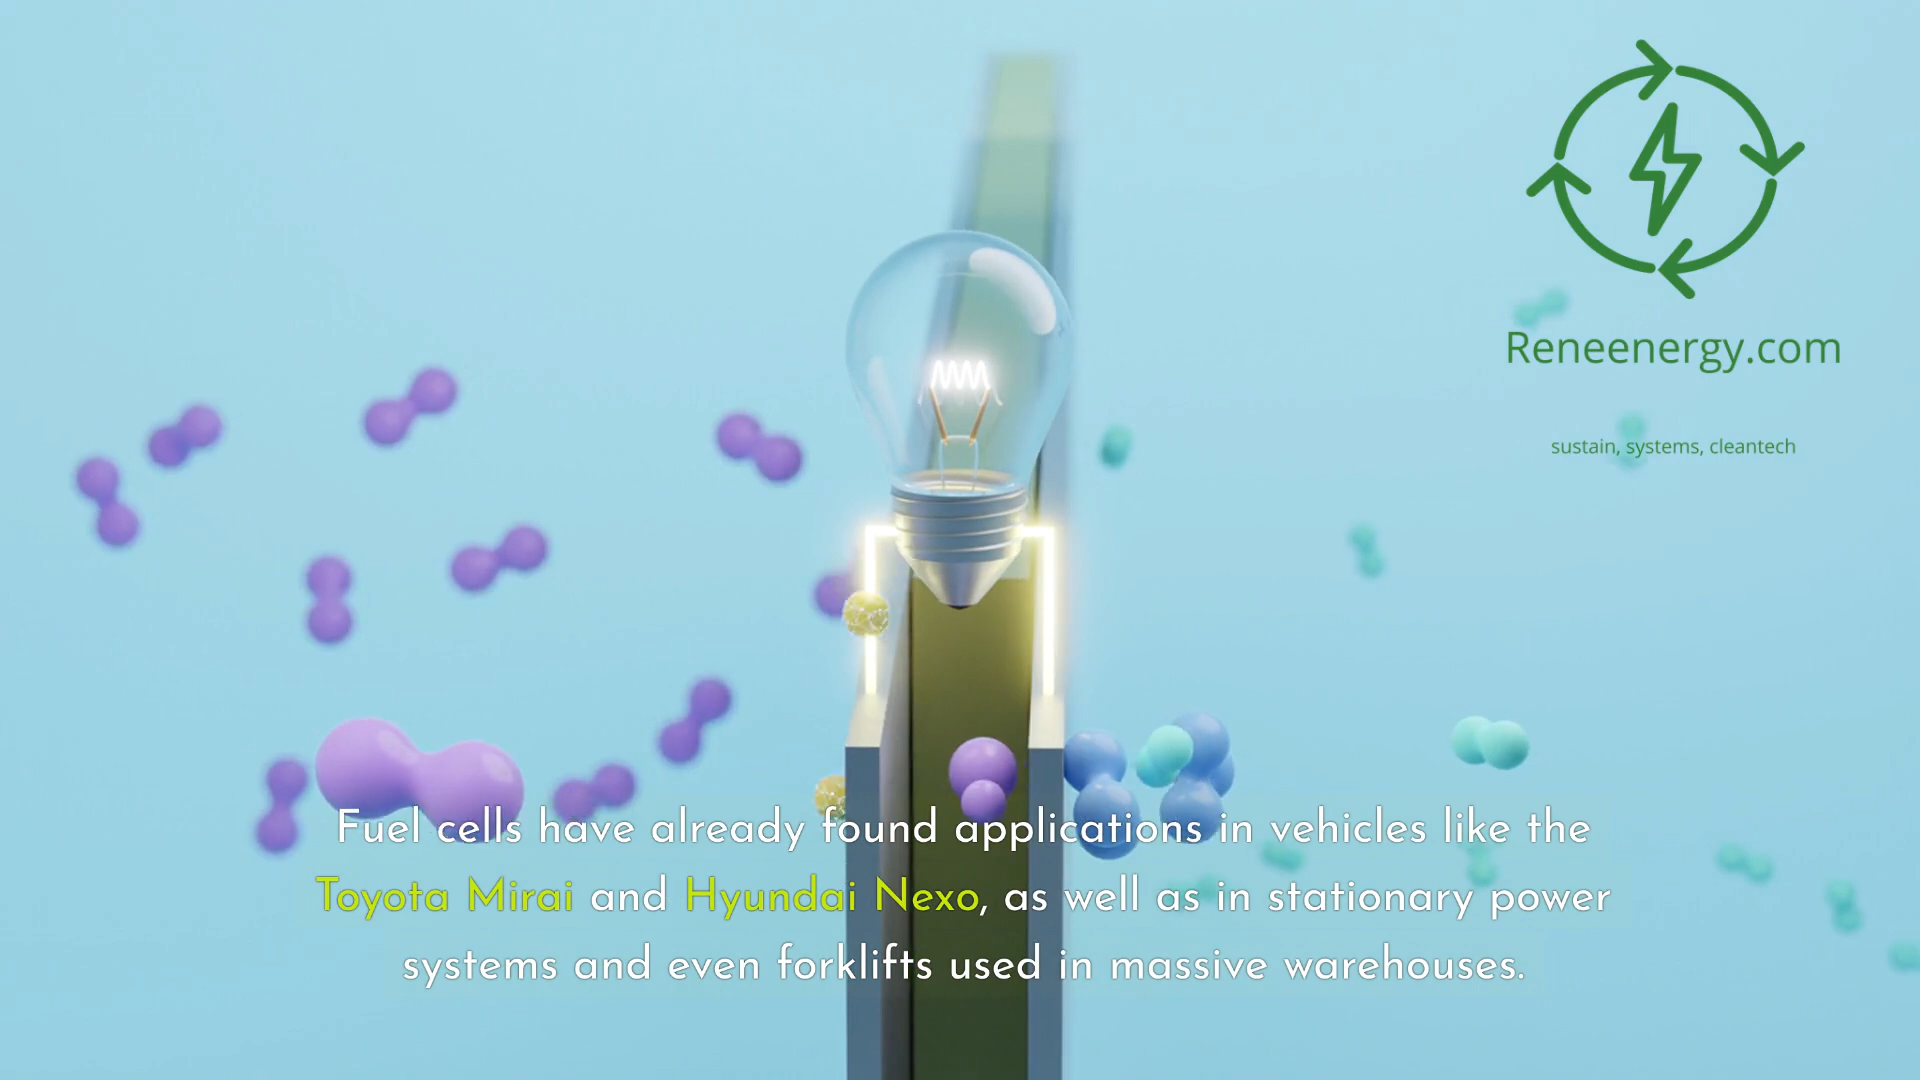 Reneenergy.com
sustain, systems, cleantech
Fuel cells have already found applications in vehicles like the
Toyota Mirai and Hyundai Nexo, as well as in stationary power
systems and even forklifts used in massive warehouses.